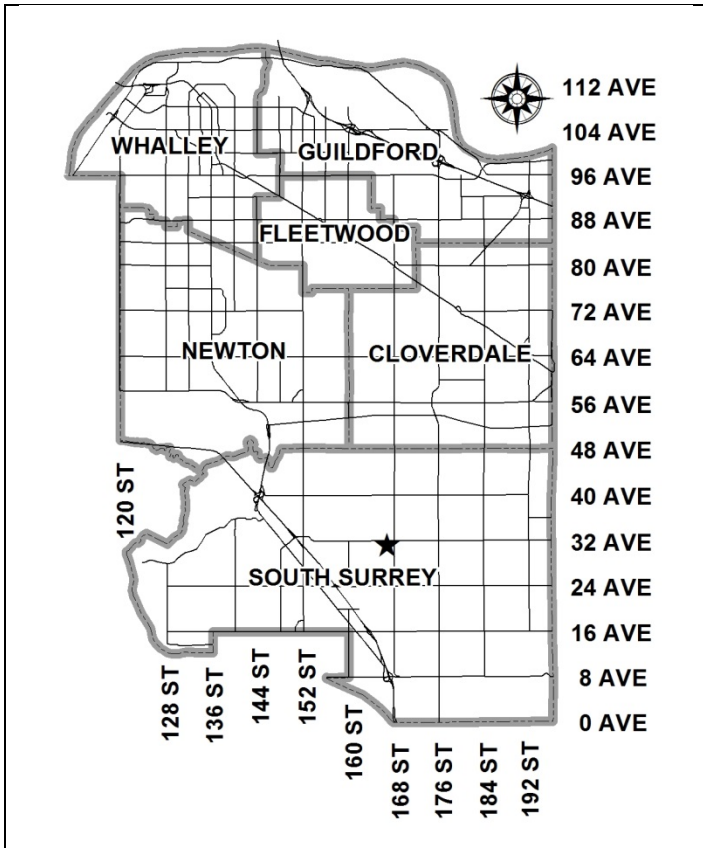 112 AVE
104 AVE
WHALLEY
GUILDFORD
96 AVE
88 AVE
FLEETWOOD
80 AVE
72 AVE
NEWTON
CLOVERDALE
64 AVE
56 AVE
48 AVE
120 ST
40 AVE
32 AVE
SOUTH SURREY
24 AVE
16 AVE
128 ST
136 ST
144 ST
152 ST
160 ST
8 AVE
0 AVE
168 ST
176 ST
184 ST
192 ST